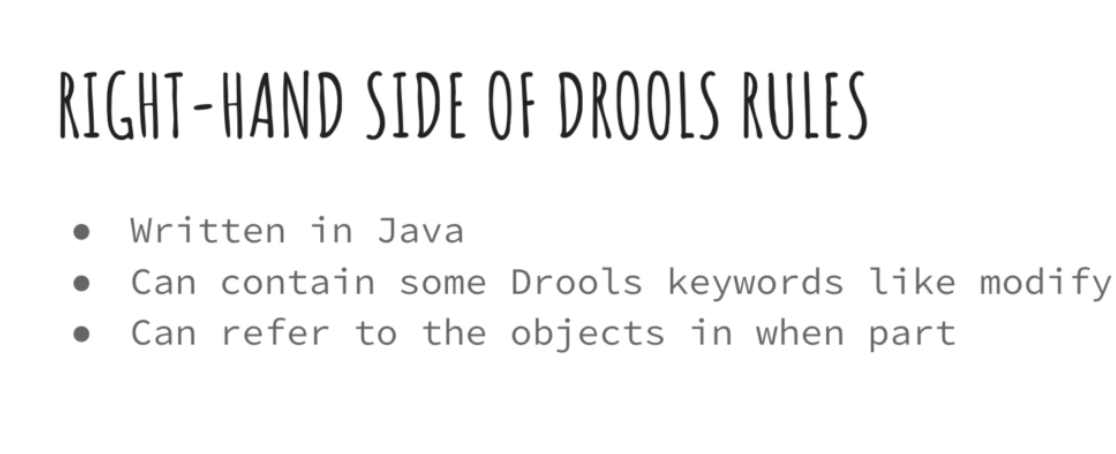 RIGHT-HAND SIDE OF DROOLS RULES
● Written in Java
● Can contain some Drools keywords like modify
● Can refer to the objects in when part